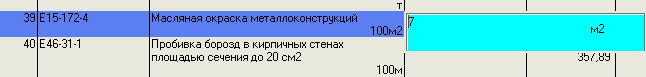 т
39 Е15-172-4 Масляная окраска металлоконструкций
100м2 7 м2
40 Е46-31-1 Пробивка борозд в кирпичных стенах
площадью сечения до 20 см2 357,89
100м